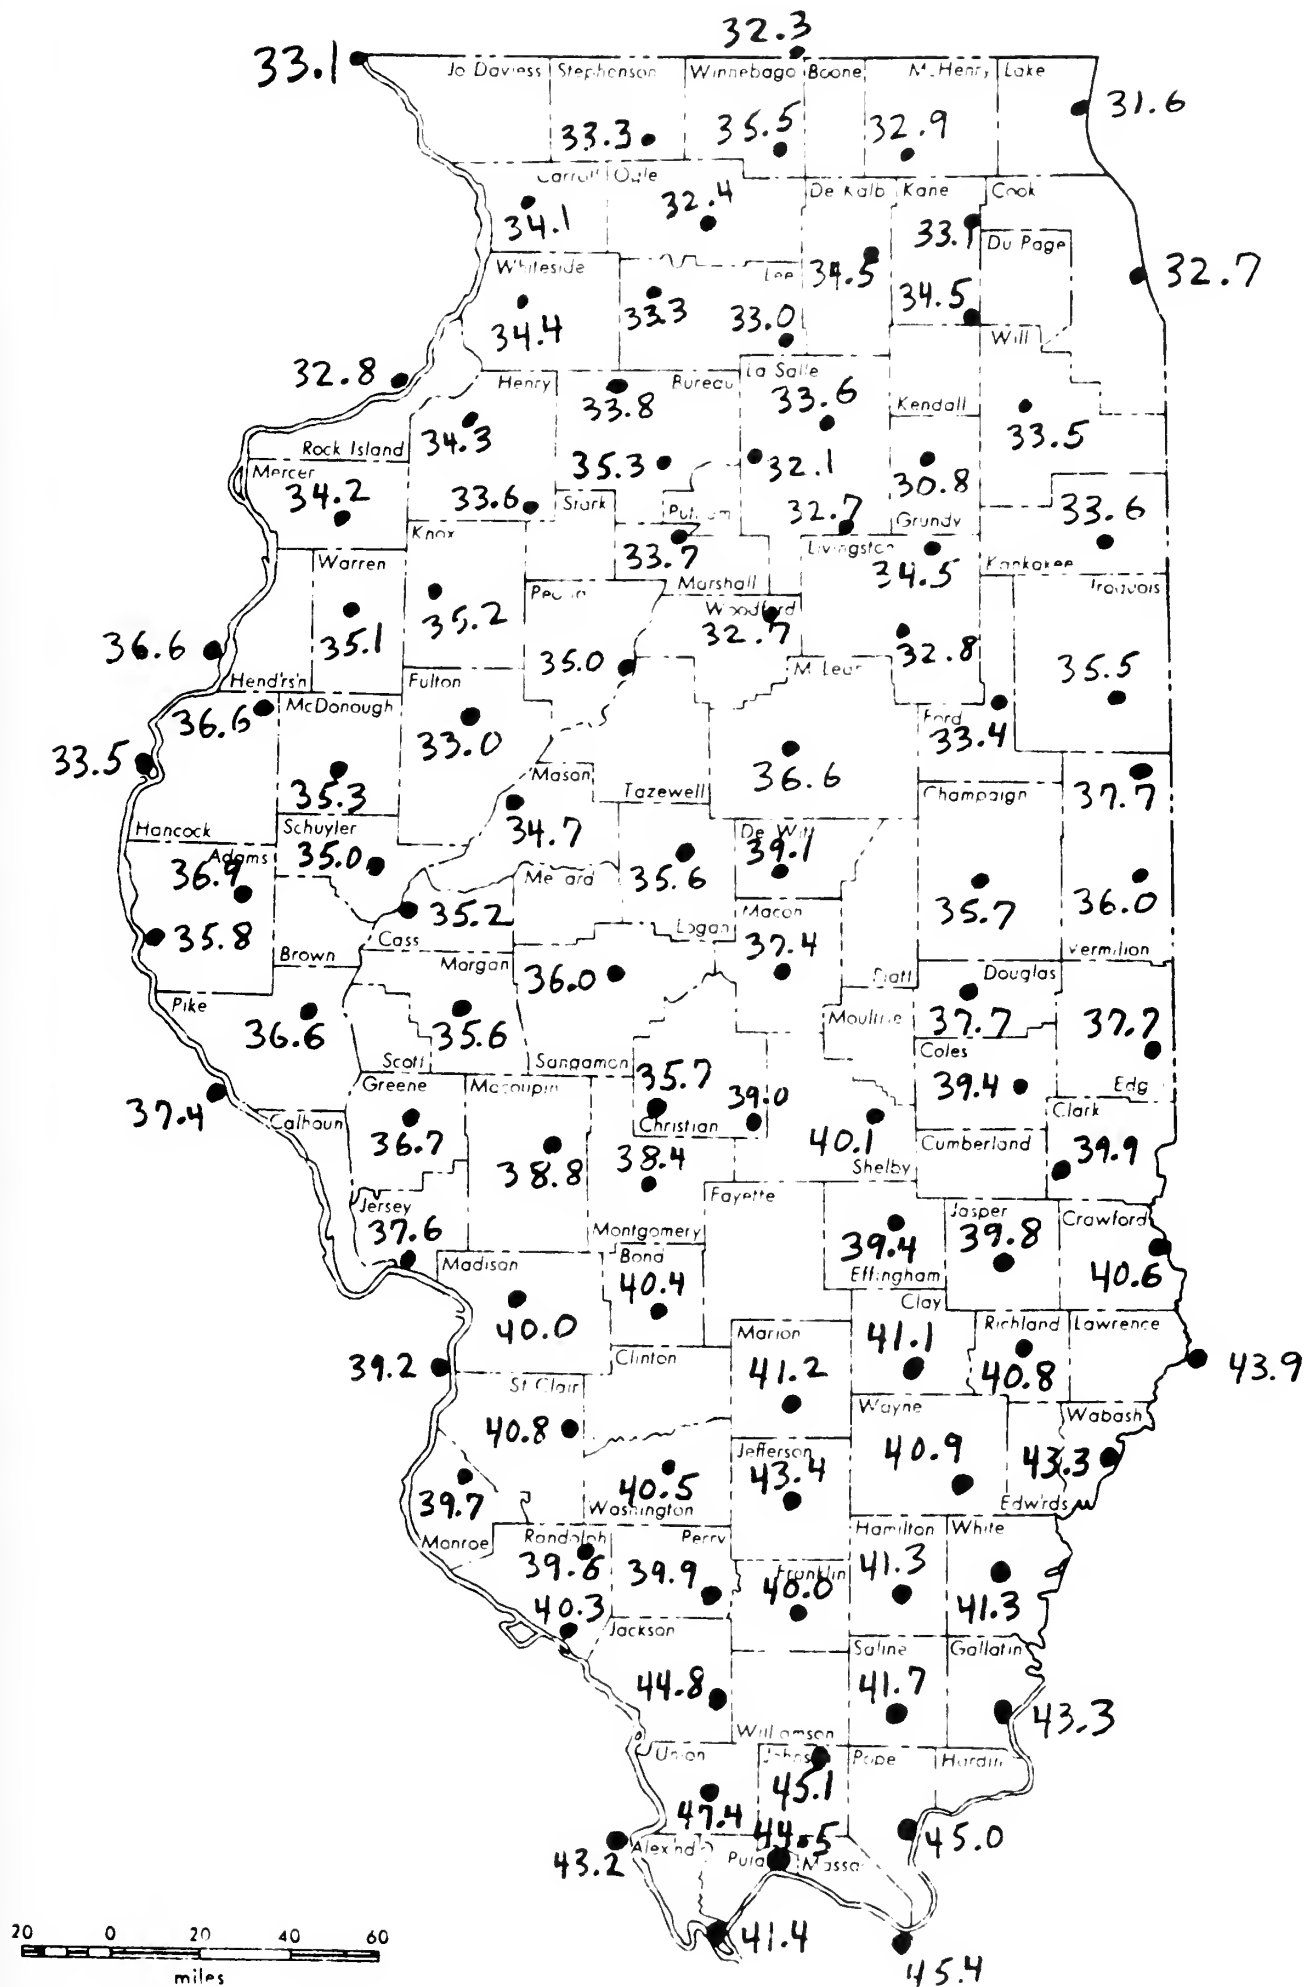 32.3
33.1
Jo Daviess Stephenson Winnebago Boone McHenry Lake
31.6
33.3 35.5 32.9
Carroll Ogle De Kalb Kane Cook
34.1 32.4 33.1
Du Page
Whiteside Lee 34.5 32.7
34.4 33.3 33.0 34.5
Will
32.8 Henry Bureau La Salle
33.8 33.6 Kendall
Rock Island 34.3 33.5
Mercer 35.3 32.1
34.2 33.6 Stark 32.7 30.8 33.6
Knox Grundy
Warren 33.7 34.5 Kankakee
Marshall Iroquois
Woodford
36.6 35.1 35.2 35.0 32.7 32.8 35.5
Hend'rs'n Fulton
36.6 McDonough Ford
33.5 33.0 33.4
35.3 Mason Tazewell 36.6 Champaign 37.7
Hancock Schuyler 34.7 De Witt
Adams 35.0 39.1
36.9 35.6 35.7 36.0
35.8 35.2 Macon
Logan
Brown Cass 37.4 Vermilion
Morgan 36.0 Piatt Douglas
Pike
36.6 35.6 Moultrie 37.7 37.7
Scott Sangamon Coles
Greene Macoupin 35.7 39.4 Edg
37.4 39.0 Clark
Calhoun 36.7 Christian 40.1 Cumberland 39.9
38.8 38.4 Shelby
Jersey Fayette Jasper Crawford
37.6 Montgomery 39.4 39.8
Madison Bond Effingham 40.6
40.4 Clay
40.0 Marion 41.1 Richland Lawrence
39.2 Clinton 41.2 40.8 43.9
St Clair Wayne Wabash
40.8 Jefferson 40.9 43.3
39.7 40.5 43.4
Washington Edw'rds
Monroe Randolph Perry Hamilton White
39.6 39.9 Franklin 41.3
40.3 40.0 41.3
Jackson Saline Gallatin
44.8 41.7 43.3
Williamson
Union Johns Pope Hardin
47.4 45.1
44.5 45.0
43.2 Alexnd Pula Massa
41.4
45.4
20 0 20 40 60
miles